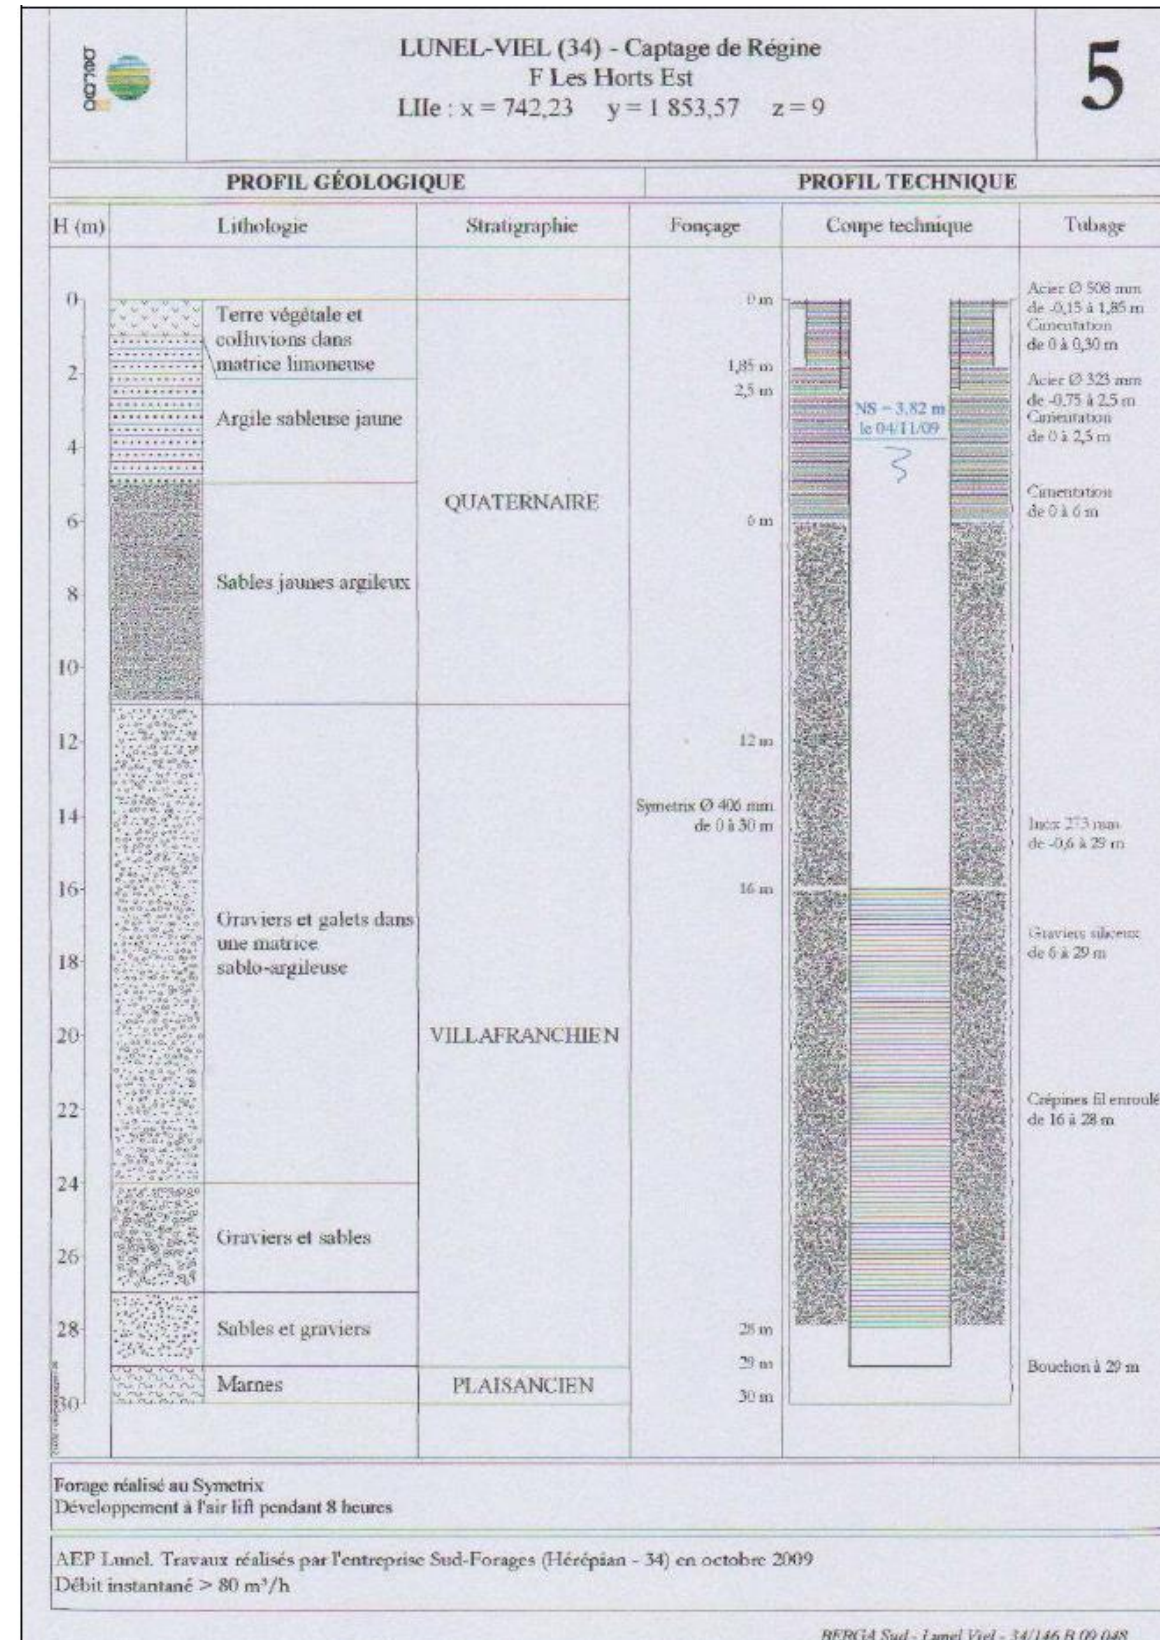 BERGA
LUNEL-VIEL (34) - Captage de Régine
F Les Horts Est
LIIe : x = 742,23 y = 1 853,57 z = 9
5
PROFIL GÉOLOGIQUE
PROFIL TECHNIQUE
H (m)
Lithologie
Stratigraphie
Fonçage
Coupe technique
Tubage
0
2
4
6
8
10
12
14
16
18
20
22
24
26
28
30
Terre végétale et
colluvions dans
matrice limoneuse
Argile sableuse jaune
Sables jaunes argileux
Graviers et galets dans
une matrice
sablo-argileuse
Graviers et sables
Sables et graviers
Marnes
QUATERNAIRE
VILLAFRANCHIEN
PLAISANCIEN
0 m
1,85 m
2,5 m
6 m
12 m
Symetrix Ø 406 mm
de 0 à 30 m
16 m
28 m
29 m
30 m
NS = 3,82 m
le 04/11/09
Acier Ø 508 mm
de -0,15 à 1,85 m
Cimentation
de 0 à 0,30 m
Acier Ø 323 mm
de -0,75 à 2,5 m
Cimentation
de 0 à 2,5 m
Cimentation
de 0 à 6 m
Inox 273 mm
de -0,6 à 29 m
Graviers siliceux
de 6 à 29 m
Crépines fil enroulé
de 16 à 28 m
Bouchon à 29 m
Forage réalisé au Symetrix
Développement à l'air lift pendant 8 heures
AEP Lunel. Travaux réalisés par l'entreprise Sud-Forages (Hérépian - 34) en octobre 2009
Débit instantané > 80 m³/h
BERGA Sud - Lunel Viel - 34/146 B 09 048